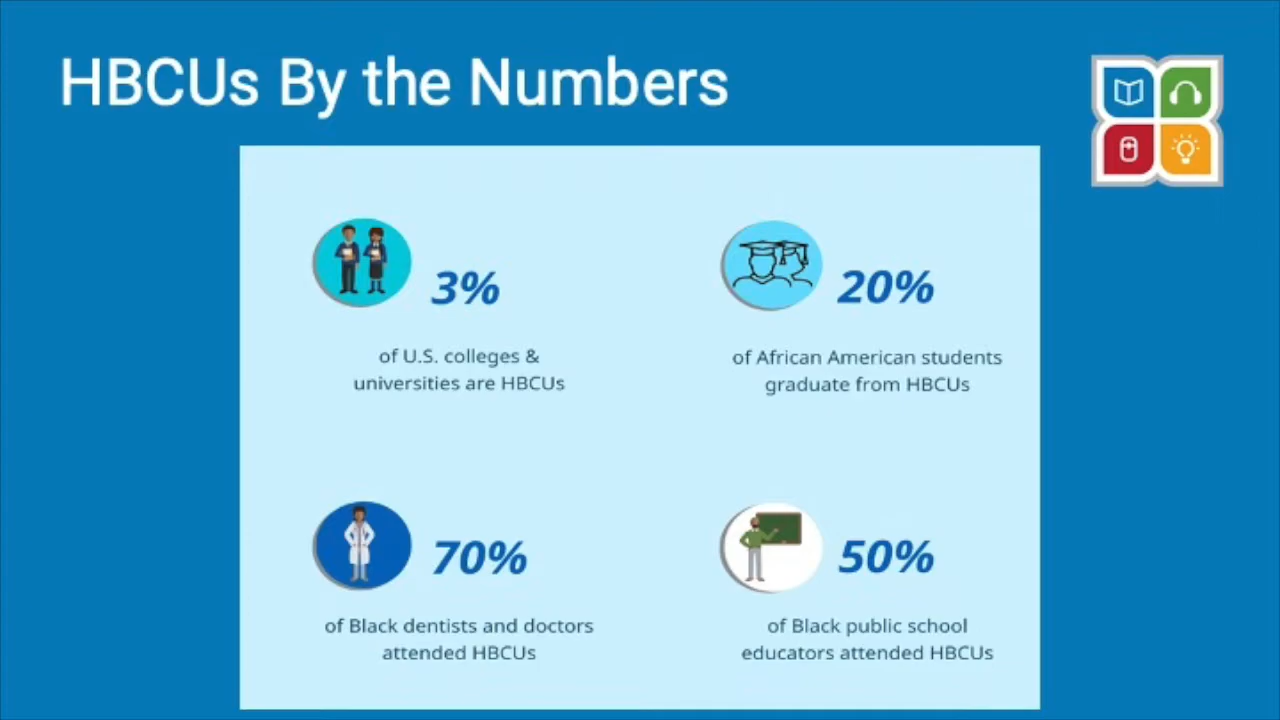 HBCUs By the Numbers
3%
of U.S. colleges &
universities are HBCUs
20%
of African American students
graduate from HBCUs
70%
of Black dentists and doctors
attended HBCUs
50%
of Black public school
educators attended HBCUs